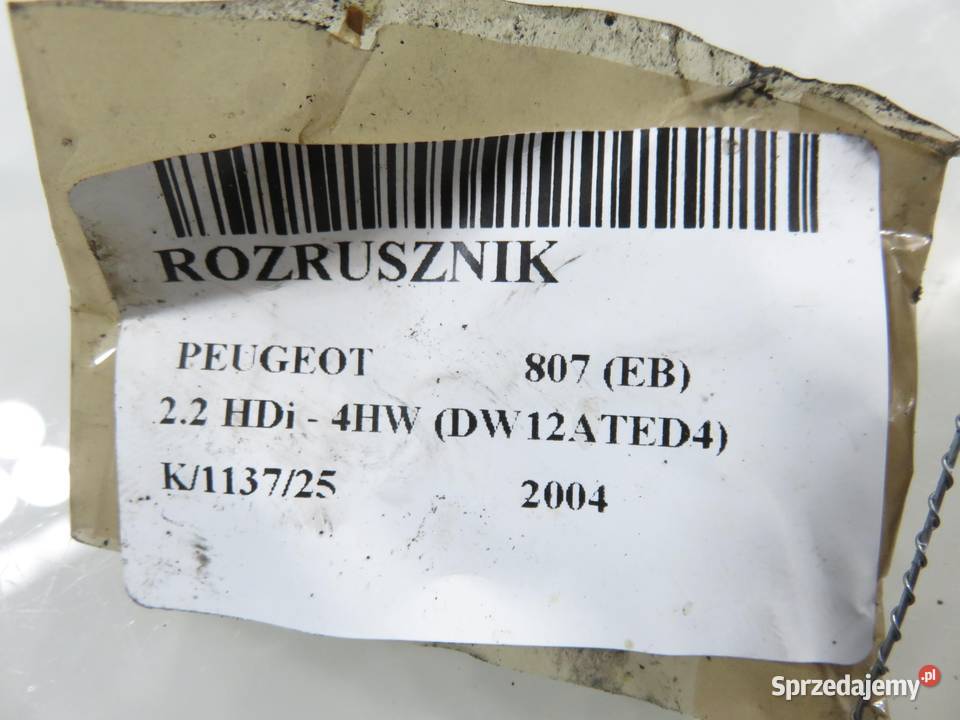 ROZRUSZNIK
PEUGEOT 807 (EB)
2.2 HDi - 4HW (DW12ATED4)
K/1137/25 2004
Sprzedajemy.pl